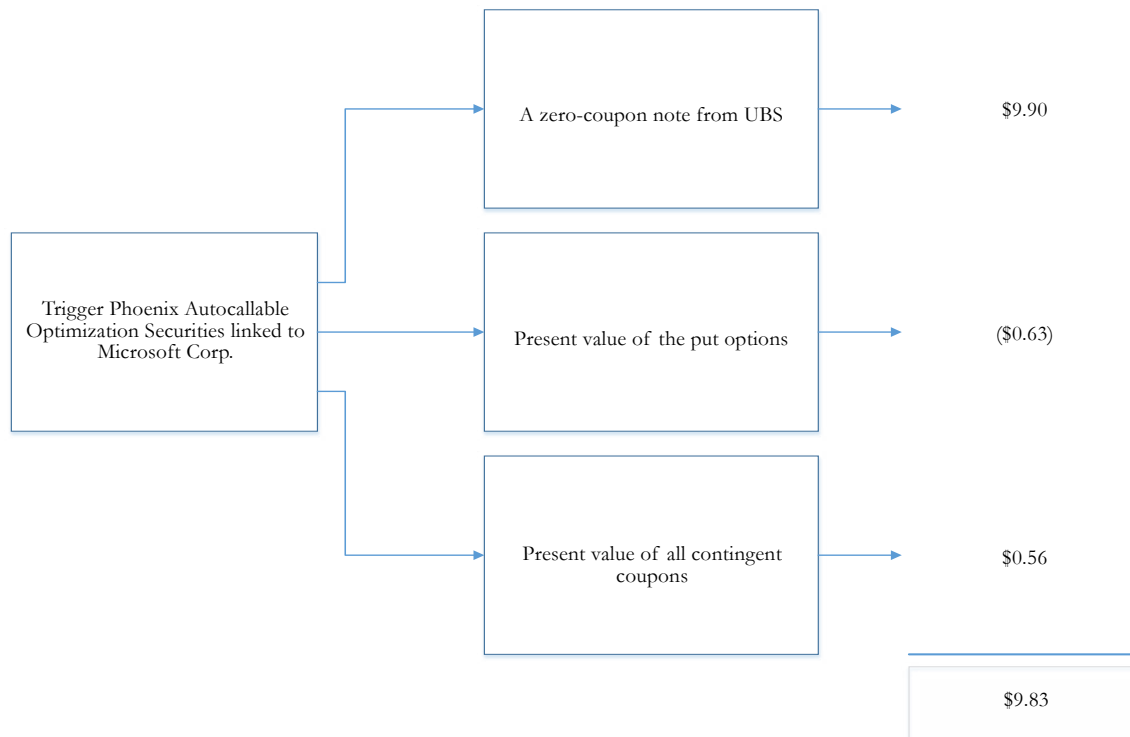 A zero-coupon note from UBS
$9.90
Trigger Phoenix Autocallable
Optimization Securities linked to
Microsoft Corp.
Present value of the put options
($0.63)
Present value of all contingent
coupons
$0.56
$9.83